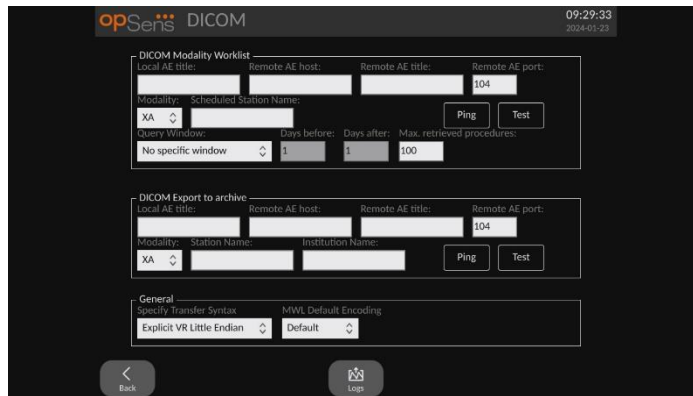 opSens DICOM 09:29:33
2024-01-23
DICOM Modality Worklist
Local AE title: Remote AE host: Remote AE title: Remote AE port:
104
Modality: Scheduled Station Name:
XA Ping Test
Query Window: Days before: Days after: Max. retrieved procedures:
No specific window 1 1 100
DICOM Export to archive
Local AE title: Remote AE host: Remote AE title: Remote AE port:
104
Modality: Station Name: Institution Name:
XA Ping Test
General
Specify Transfer Syntax MWL Default Encoding
Explicit VR Little Endian Default
Back Logs